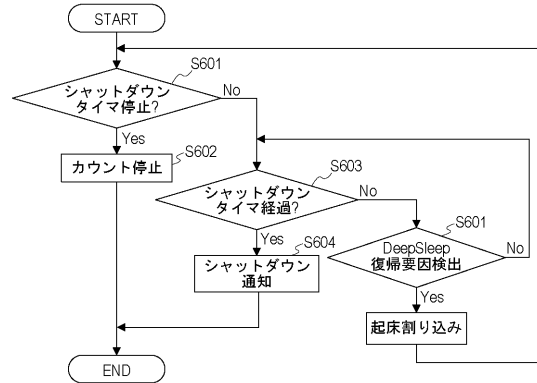 START
S601
シャットダウン
タイマ停止?
No
Yes
S602
カウント停止
S603
シャットダウン
タイマ経過?
No
Yes
S604
シャットダウン
通知
S601
DeepSleep
復帰要因検出
No
Yes
起床割り込み
END